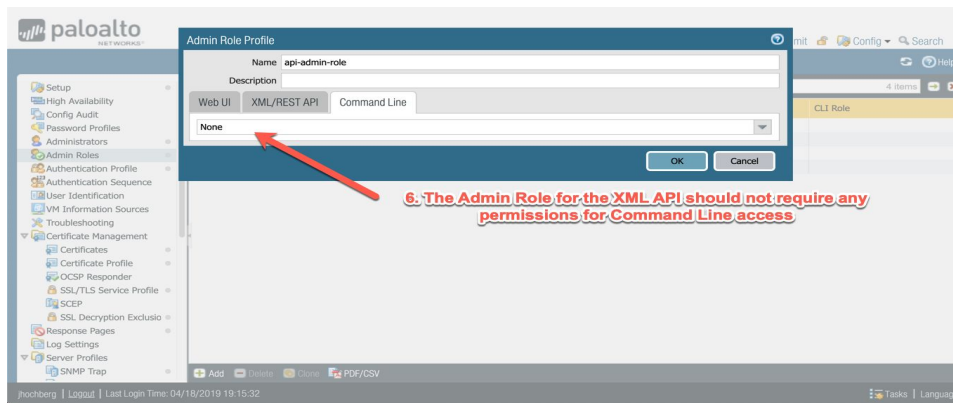 paloalto
NETWORKS
Admin Role Profile
mit
Config
Search
Help
Name api-admin-role
Description
Web UI XML/REST API Command Line
None
OK Cancel
4 items
CLI Role
6. The Admin Role for the XML API should not require any
permissions for Command Line access
Setup
High Availability
Config Audit
Password Profiles
Administrators
Admin Roles
Authentication Profile
Authentication Sequence
User Identification
VM Information Sources
Troubleshooting
Certificate Management
Certificates
Certificate Profile
OCSP Responder
SSL/TLS Service Profile
SCEP
SSL Decryption Exclusio
Response Pages
Log Settings
Server Profiles
SNMP Trap
Add Delete Clone PDF/CSV
jhochberg | Logout | Last Login Time: 04/18/2019 19:15:32
Tasks | Languag